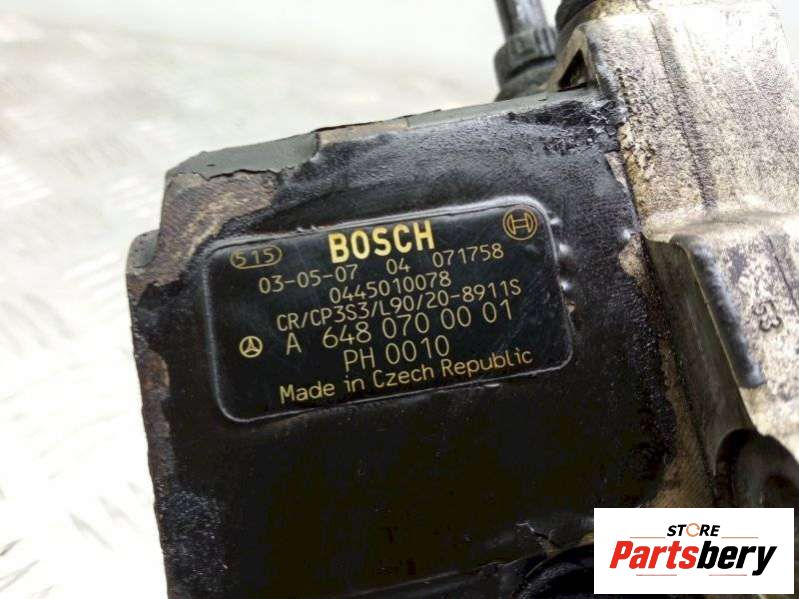 515 BOSCH
03-05-07 04 071758
0445010078
CR/CP3S3/L90/20-8911S
A 648 070 00 01
PH 0010
Made in Czech Republic
63
STORE
Partsbery